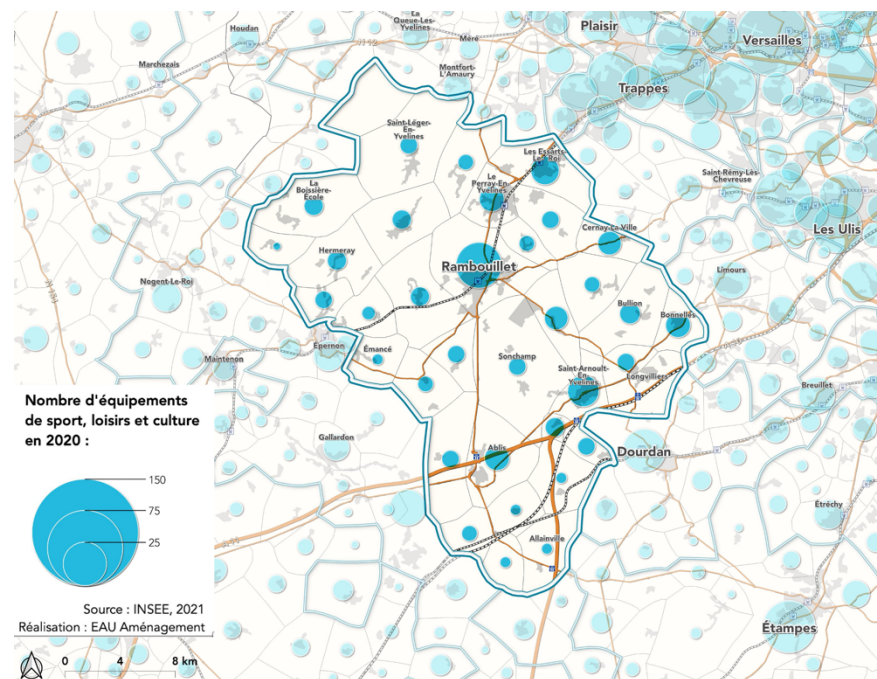 La
Queue-Les-
Yvelines
Houdan
Méré
Plaisir
Versailles
Marchezais
Montfort-
L'Amaury
Trappes
Saint-Léger-
En-
Yvelines
Les Essarts-
Le-Roi
La
Boissière-
École
Le
Perray-En-
Yvelines
Saint-Rémy-Lès-
Chevreuse
Cernay-La-Ville
Les Ulis
Hermeray
Rambouillet
Limours
Nogent-Le-Roi
Bullion
Bonnelles
Épernon
Émancé
Maintenon
Sonchamp
Saint-Arnoult-
En-
Yvelines
Longvilliers
Breuillet
Gallardon
Ablis
Dourdan
Étréchy
Allainville
Étampes
Nombre d'équipements
de sport, loisirs et culture
en 2020 :
150
75
25
Source : INSEE, 2021
Réalisation : EAU Aménagement
0 4 8 km